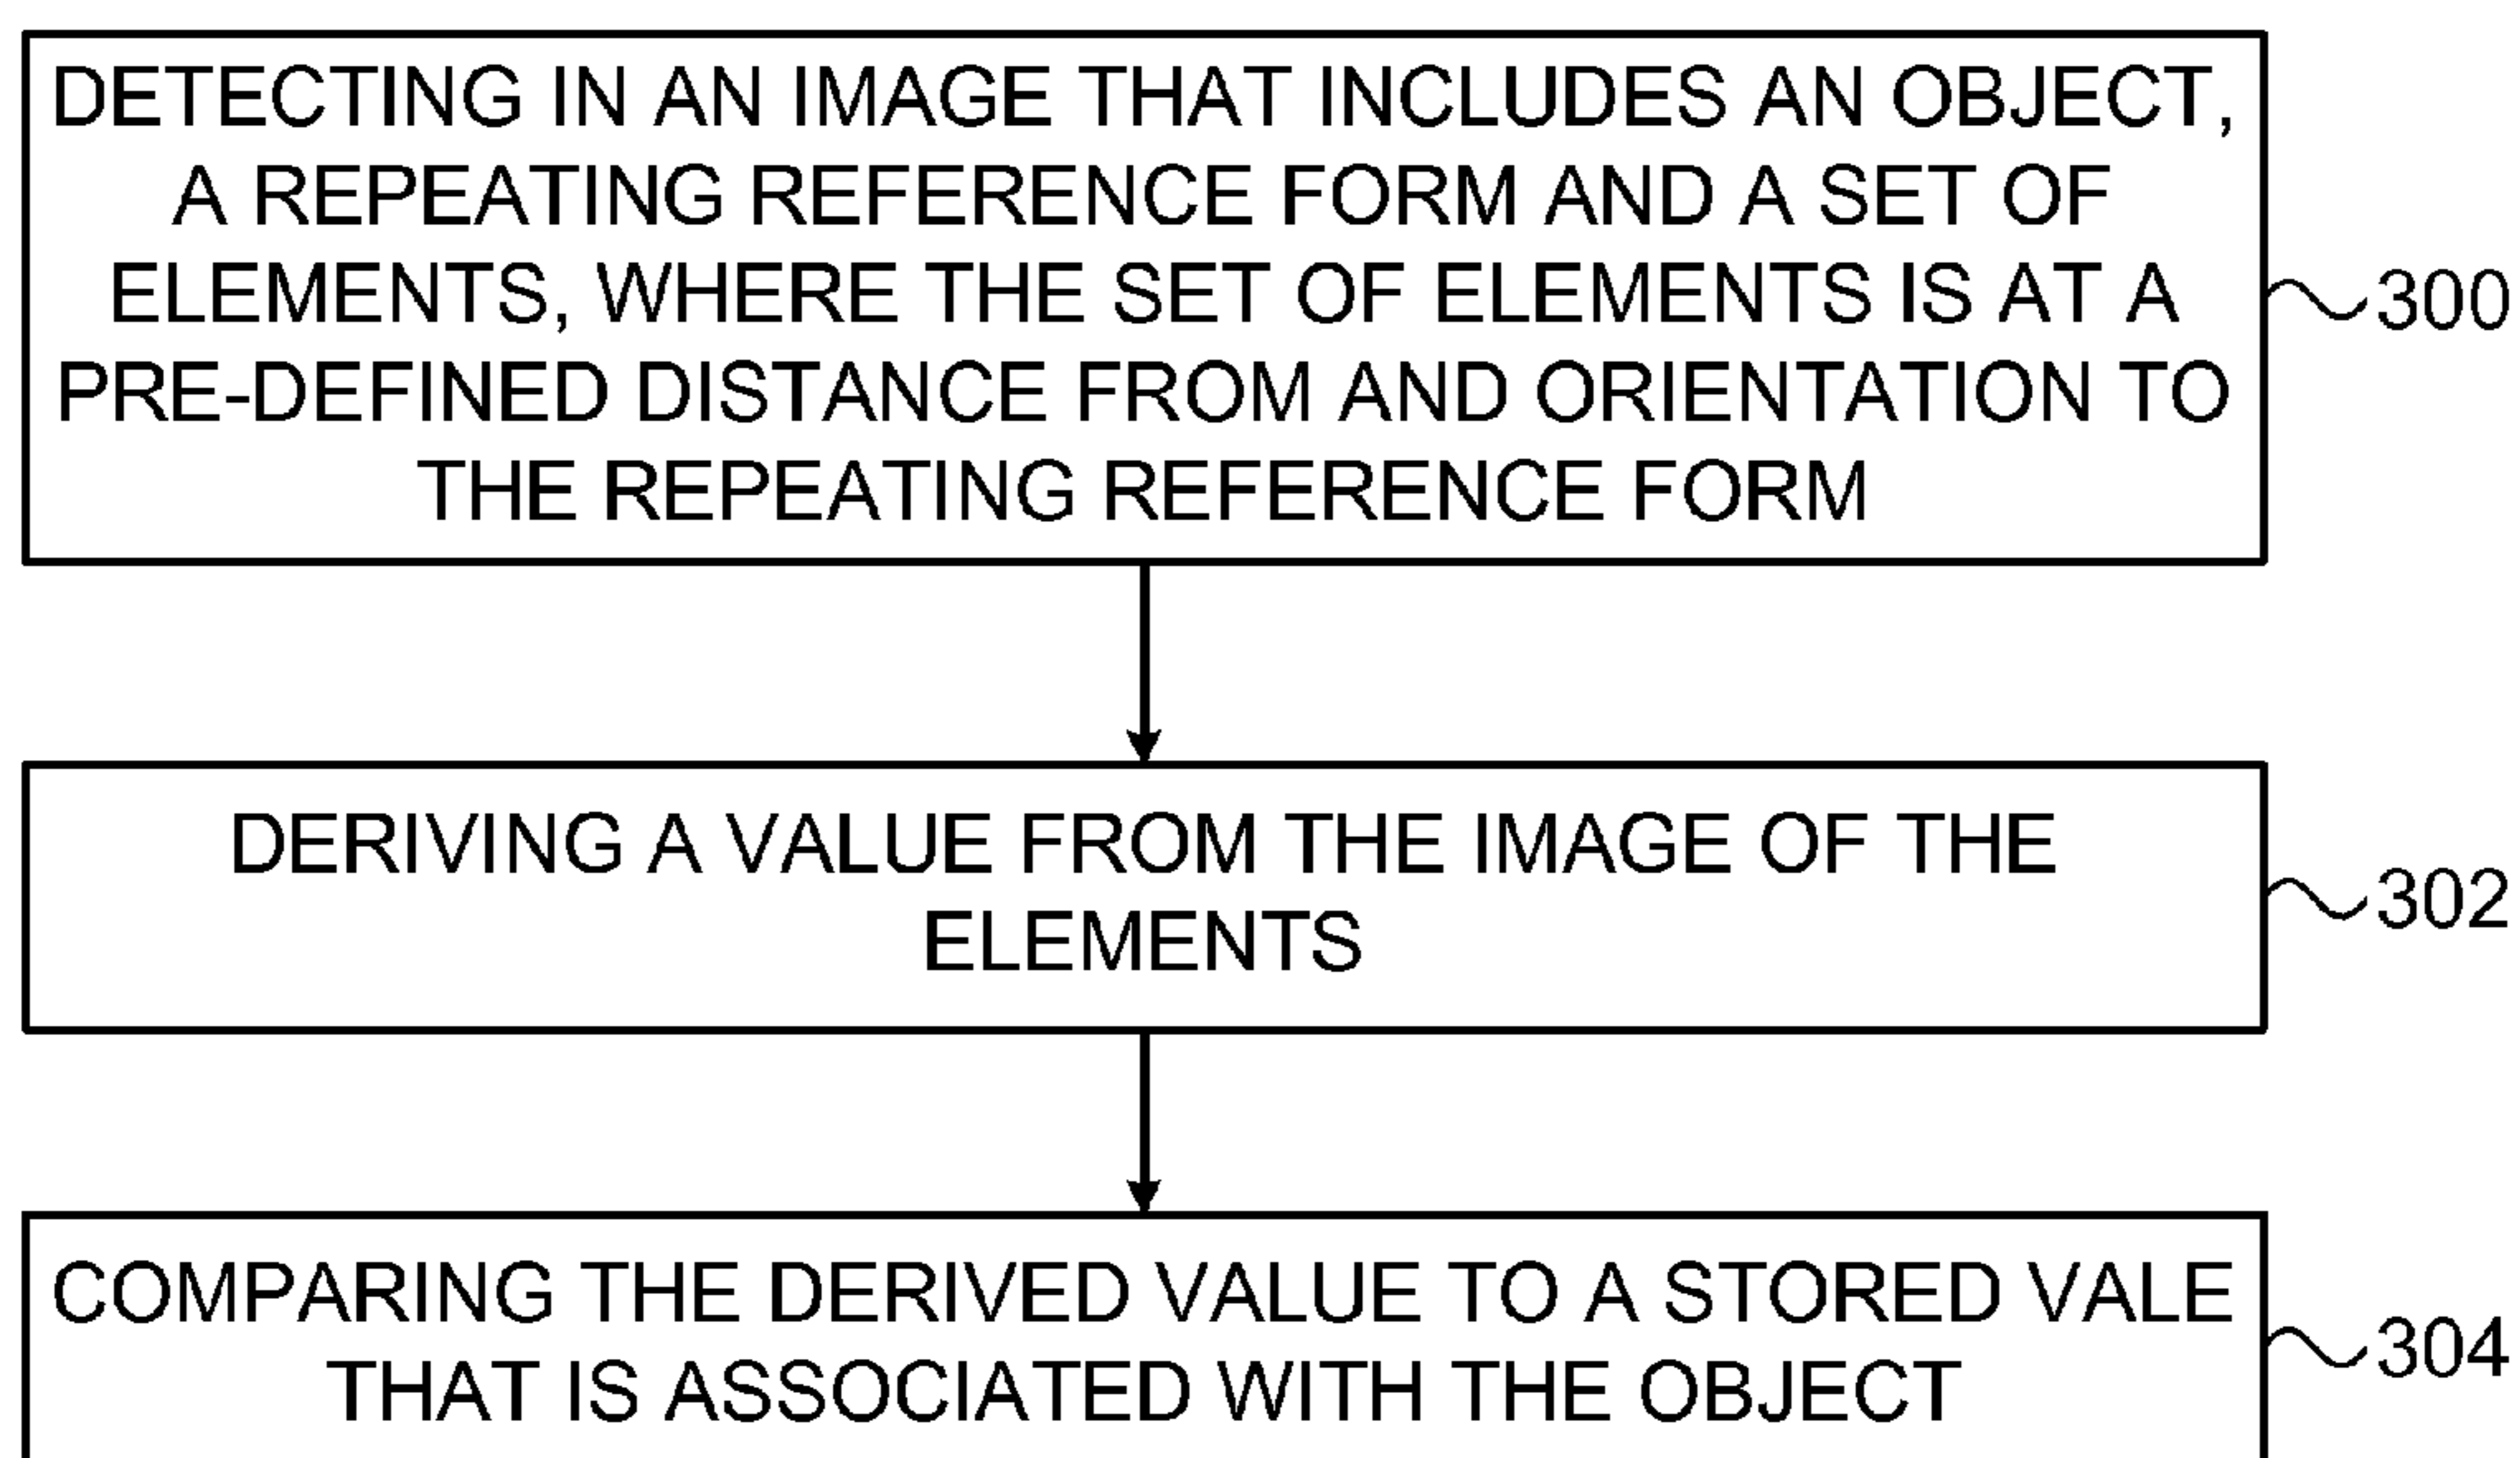 DETECTING IN AN IMAGE THAT INCLUDES AN OBJECT,
A REPEATING REFERENCE FORM AND A SET OF
ELEMENTS, WHERE THE SET OF ELEMENTS IS AT A
PRE-DEFINED DISTANCE FROM AND ORIENTATION TO
THE REPEATING REFERENCE FORM
300
DERIVING A VALUE FROM THE IMAGE OF THE
ELEMENTS
302
COMPARING THE DERIVED VALUE TO A STORED VALE
THAT IS ASSOCIATED WITH THE OBJECT
304